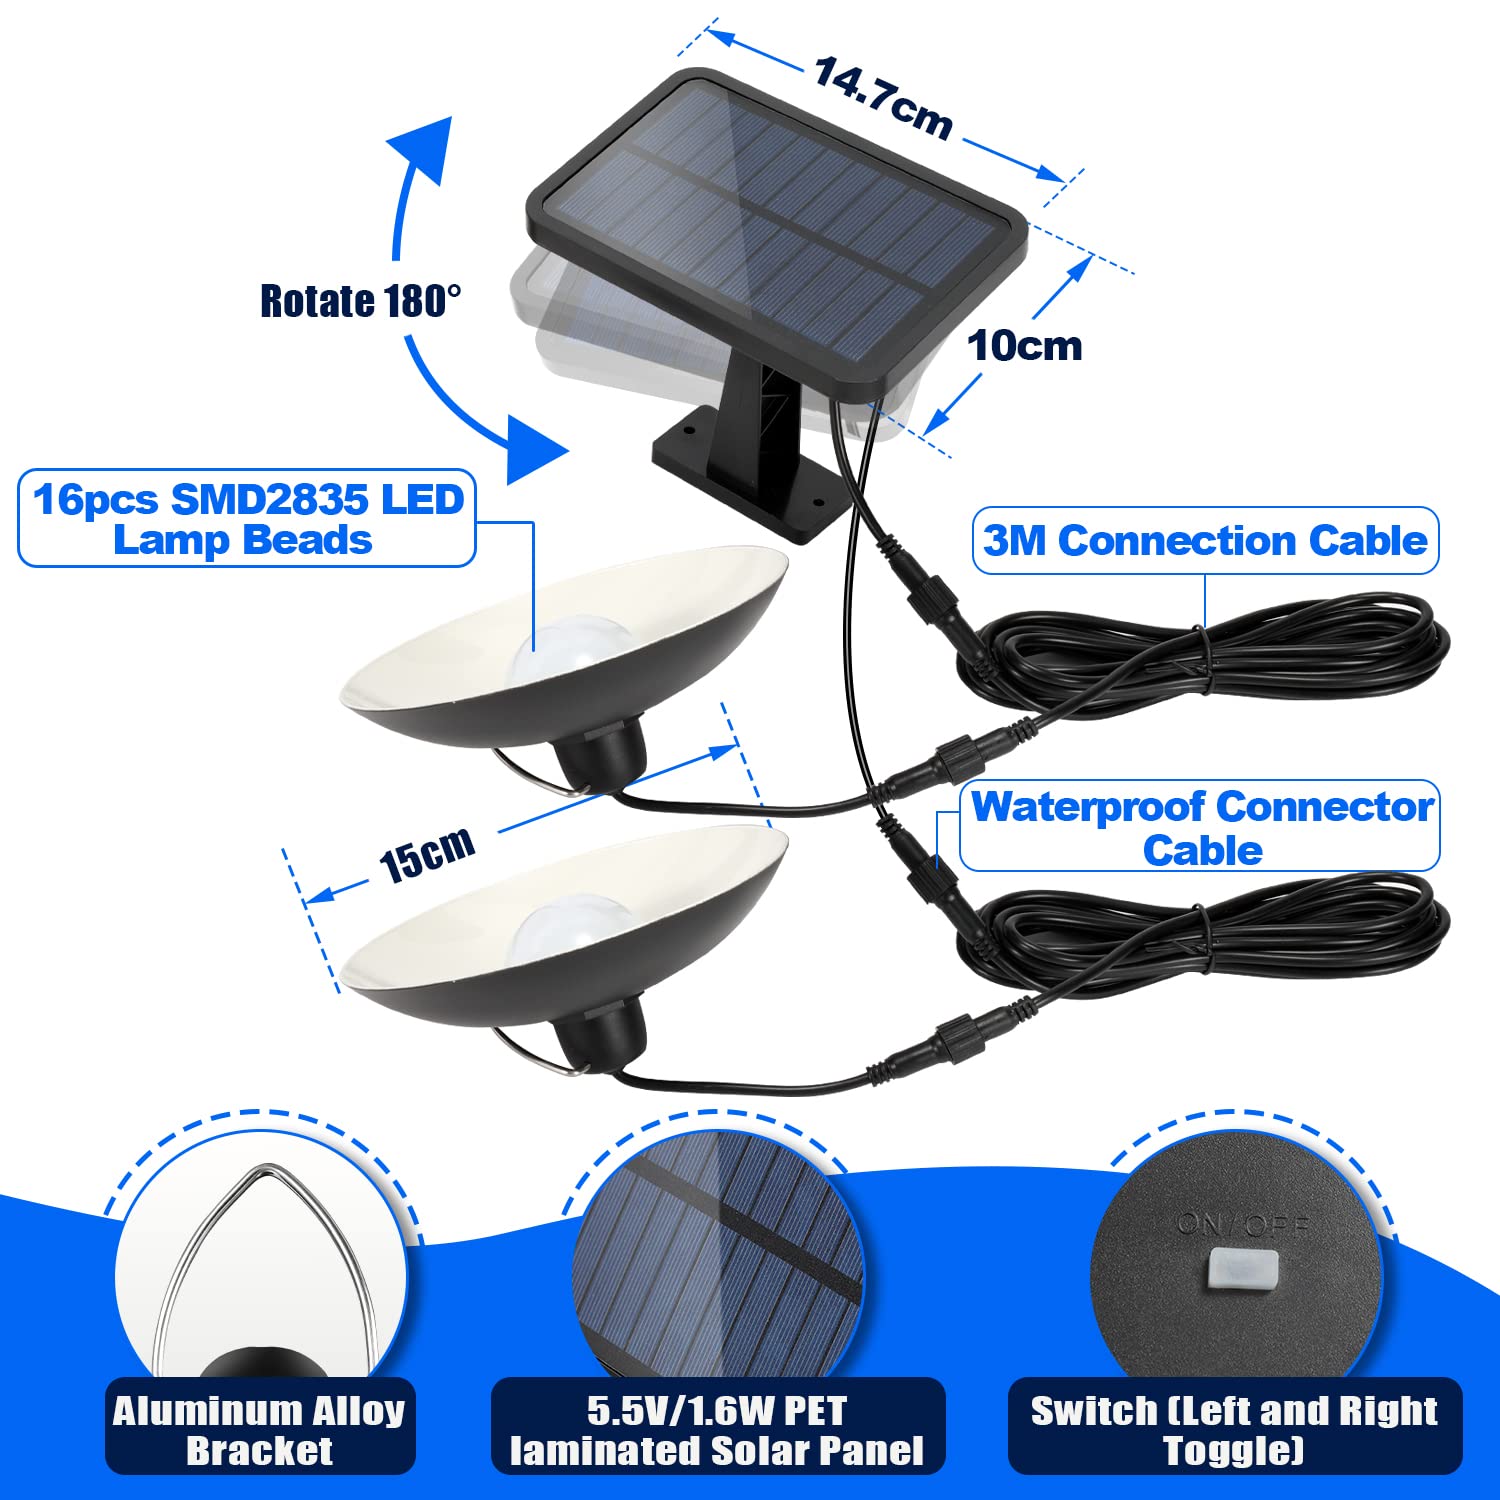 14.7cm
Rotate 180°
10cm
16pcs SMD2835 LED
Lamp Beads
3M Connection Cable
15cm
Waterproof Connector
Cable
ON/OFF
Aluminum Alloy
Bracket
5.5V/1.6W PET
laminated Solar Panel
Switch (Left and Right
Toggle)